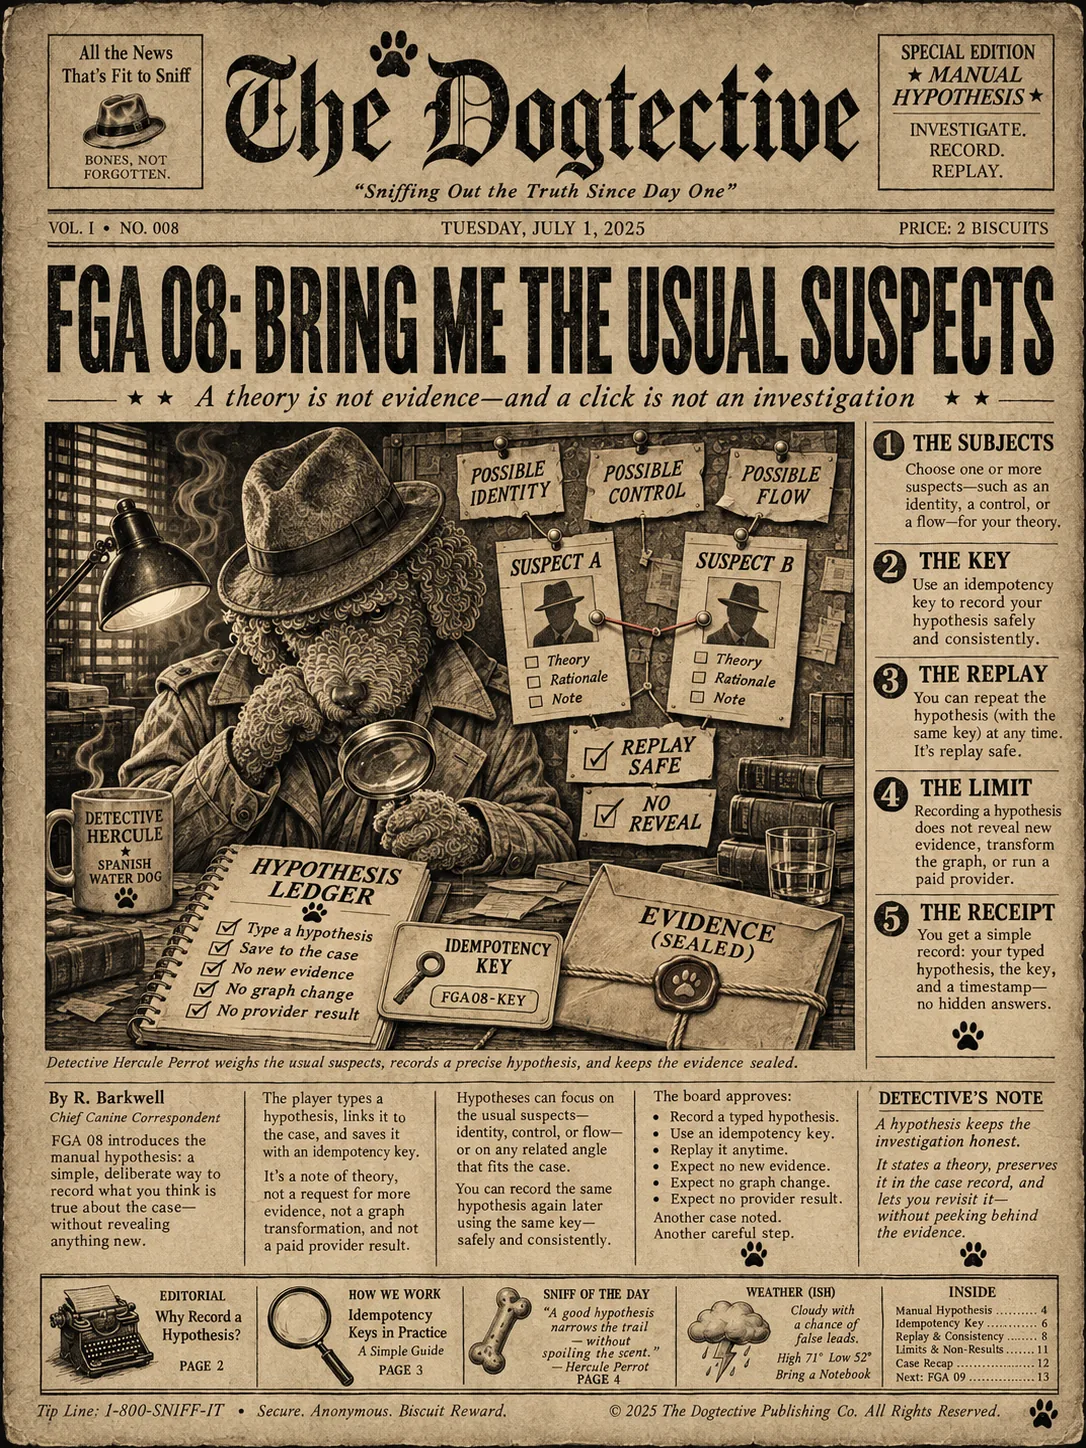 All the News
That's Fit to Sniff
BONES, NOT
FORGOTTEN.
The Dogtective
"Sniffing Out the Truth Since Day One"
SPECIAL EDITION
★ MANUAL
HYPOTHESIS ★
INVESTIGATE.
RECORD.
REPLAY.
VOL. I • NO. 008
TUESDAY, JULY 1, 2025
PRICE: 2 BISCUITS
FGA 08: BRING ME THE USUAL SUSPECTS
★ ★ A theory is not evidence—and a click is not an investigation ★ ★
POSSIBLE
IDENTITY
POSSIBLE
CONTROL
POSSIBLE
FLOW
SUSPECT A
Theory
Rationale
Note
SUSPECT B
Theory
Rationale
Note
REPLAY
SAFE
NO
REVEAL
DETECTIVE
HERCULE
★
SPANISH
WATER DOG
HYPOTHESIS
LEDGER
Type a hypothesis
Save to the case
No new evidence
No graph change
No provider result
IDEMPOTENCY
KEY
FGA08-KEY
EVIDENCE
(SEALED)
Detective Hercule Perrot weighs the usual suspects, records a precise hypothesis, and keeps the evidence sealed.
1 THE SUBJECTS
Choose one or more
suspects—such as an
identity, a control, or
a flow—for your theory.
2 THE KEY
Use an idempotency
key to record your
hypothesis safely
and consistently.
3 THE REPLAY
You can repeat the
hypothesis (with the
same key) at any time.
It's replay safe.
4 THE LIMIT
Recording a hypothesis
does not reveal new
evidence, transform
the graph, or run a
paid provider.
5 THE RECEIPT
You get a simple
record: your typed
hypothesis, the key,
and a timestamp—
no hidden answers.
By R. Barkwell
Chief Canine Correspondent
FGA 08 introduces the
manual hypothesis: a
simple, deliberate way to
record what you think is
true about the case—
without revealing
anything new.
The player types a
hypothesis, links it to
the case, and saves it
with an idempotency key.
It's a note of theory,
not a request for more
evidence, not a graph
transformation, and not
a paid provider result.
Hypotheses can focus on
the usual suspects—
identity, control, or flow—
or on any related angle
that fits the case.
You can record the same
hypothesis again later
using the same key—
safely and consistently.
The board approves:
• Record a typed hypothesis.
• Use an idempotency key.
• Replay it anytime.
• Expect no new evidence.
• Expect no graph change.
• Expect no provider result.
Another case noted.
Another careful step.
DETECTIVE'S NOTE
A hypothesis keeps the
investigation honest.
It states a theory, preserves
it in the case record, and
lets you revisit it—
without peeking behind
the evidence.
EDITORIAL
Why Record a
Hypothesis?
PAGE 2
HOW WE WORK
Idempotency
Keys in Practice
A Simple Guide
PAGE 3
SNIFF OF THE DAY
"A good hypothesis
narrows the trail
— without
spoiling the scent."
— Hercule Perrot
PAGE 4
WEATHER (ISH)
Cloudy with
a chance of
false leads.
High 71° Low 52°
Bring a Notebook
INSIDE
Manual Hypothesis .......... 4
Idempotency Key ............ 6
Replay & Consistency ....... 8
Limits & Non-Results ...... 11
Case Recap ................ 12
Next: FGA 09 .............. 13
Tip Line: 1-800-SNIFF-IT • Secure. Anonymous. Biscuit Reward.
© 2025 The Dogtective Publishing Co. All Rights Reserved.